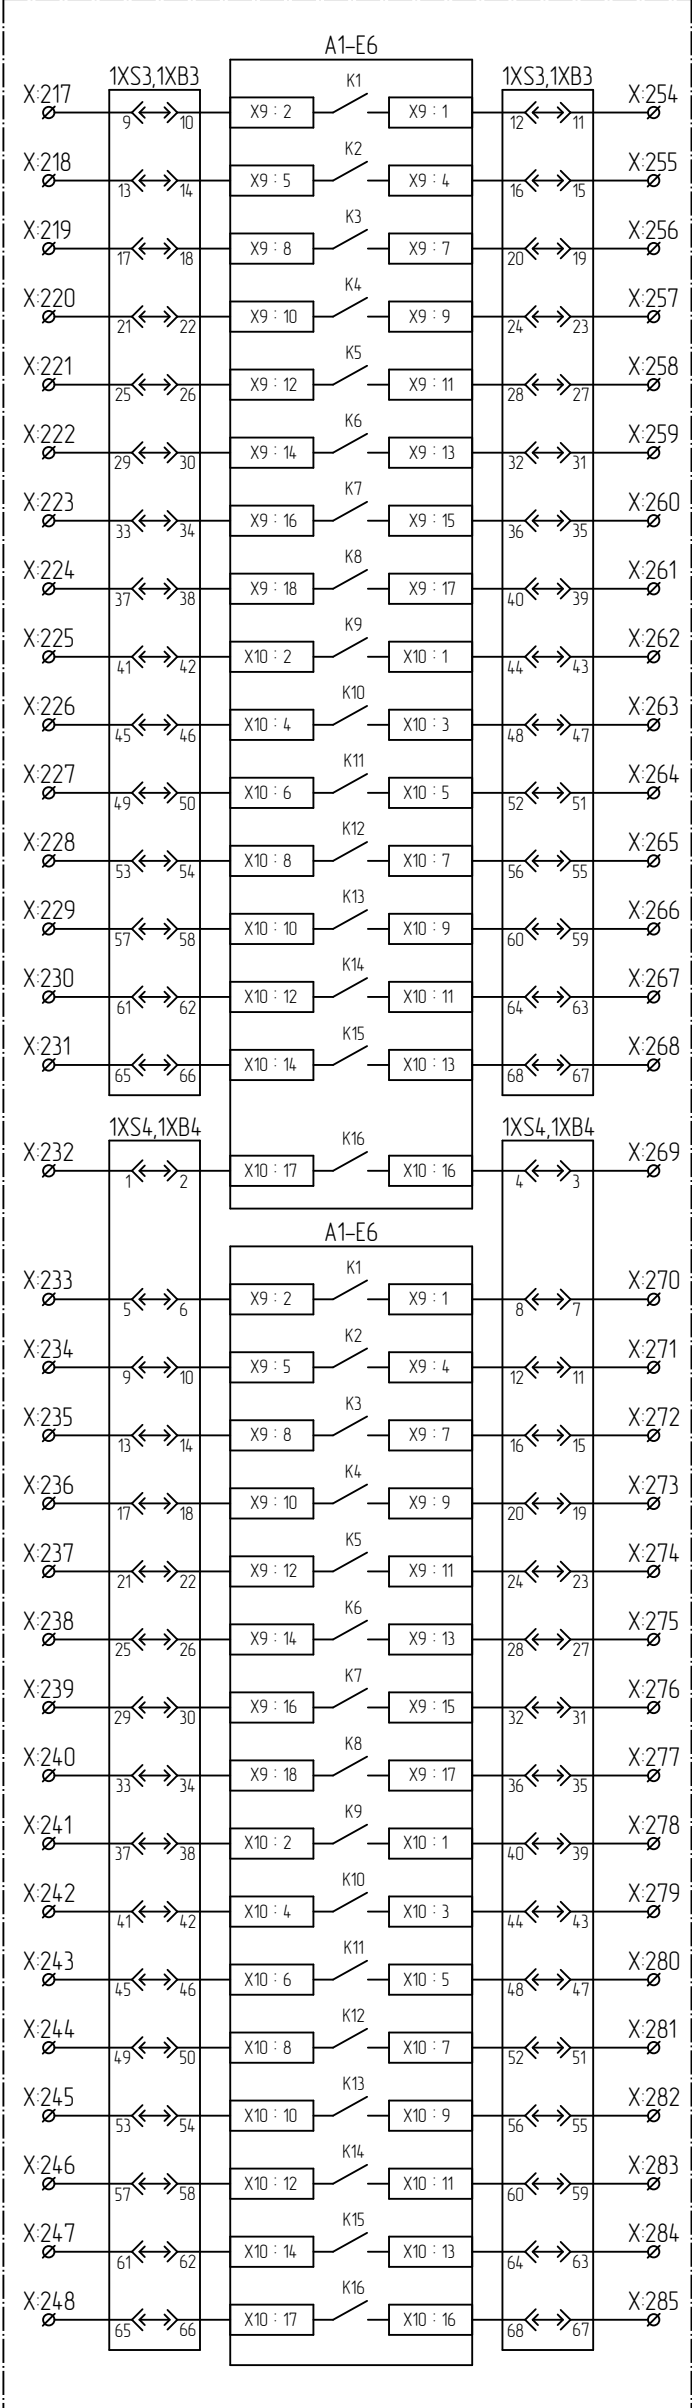 A1-E6
1XS3,1XB3 1XS3,1XB3
X:217 9 10 X9 : 2 K1 X9 : 1 12 11 X:254
X:218 13 14 X9 : 5 K2 X9 : 4 16 15 X:255
X:219 17 18 X9 : 8 K3 X9 : 7 20 19 X:256
X:220 21 22 X9 : 10 K4 X9 : 9 24 23 X:257
X:221 25 26 X9 : 12 K5 X9 : 11 28 27 X:258
X:222 29 30 X9 : 14 K6 X9 : 13 32 31 X:259
X:223 33 34 X9 : 16 K7 X9 : 15 36 35 X:260
X:224 37 38 X9 : 18 K8 X9 : 17 40 39 X:261
X:225 41 42 X10 : 2 K9 X10 : 1 44 43 X:262
X:226 45 46 X10 : 4 K10 X10 : 3 48 47 X:263
X:227 49 50 X10 : 6 K11 X10 : 5 52 51 X:264
X:228 53 54 X10 : 8 K12 X10 : 7 56 55 X:265
X:229 57 58 X10 : 10 K13 X10 : 9 60 59 X:266
X:230 61 62 X10 : 12 K14 X10 : 11 64 63 X:267
X:231 65 66 X10 : 14 K15 X10 : 13 68 67 X:268
1XS4,1XB4 1XS4,1XB4
X:232 1 2 X10 : 17 K16 X10 : 16 4 3 X:269
A1-E6
X:233 5 6 X9 : 2 K1 X9 : 1 8 7 X:270
X:234 9 10 X9 : 5 K2 X9 : 4 12 11 X:271
X:235 13 14 X9 : 8 K3 X9 : 7 16 15 X:272
X:236 17 18 X9 : 10 K4 X9 : 9 20 19 X:273
X:237 21 22 X9 : 12 K5 X9 : 11 24 23 X:274
X:238 25 26 X9 : 14 K6 X9 : 13 28 27 X:275
X:239 29 30 X9 : 16 K7 X9 : 15 32 31 X:276
X:240 33 34 X9 : 18 K8 X9 : 17 36 35 X:277
X:241 37 38 X10 : 2 K9 X10 : 1 40 39 X:278
X:242 41 42 X10 : 4 K10 X10 : 3 44 43 X:279
X:243 45 46 X10 : 6 K11 X10 : 5 48 47 X:280
X:244 49 50 X10 : 8 K12 X10 : 7 52 51 X:281
X:245 53 54 X10 : 10 K13 X10 : 9 56 55 X:282
X:246 57 58 X10 : 12 K14 X10 : 11 60 59 X:283
X:247 61 62 X10 : 14 K15 X10 : 13 64 63 X:284
X:248 65 66 X10 : 17 K16 X10 : 16 68 67 X:285